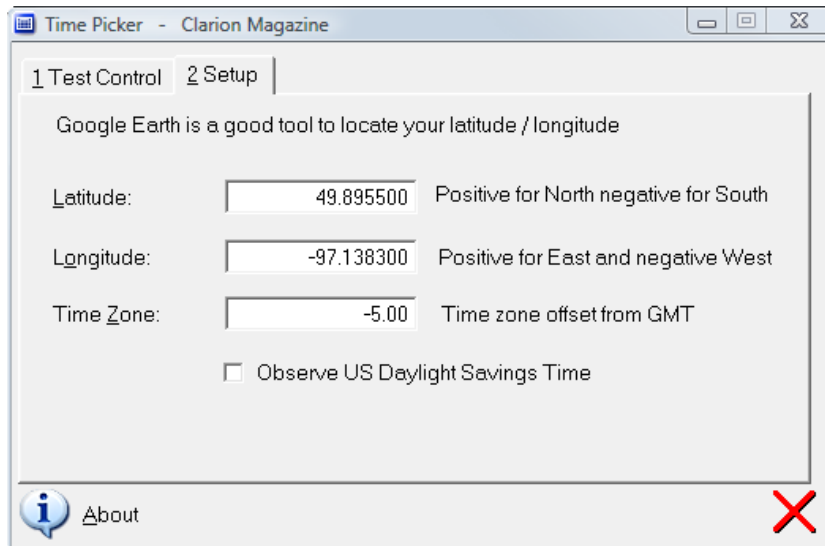 Time Picker - Clarion Magazine
1 Test Control 2 Setup
Google Earth is a good tool to locate your latitude / longitude
Latitude: 49.895500 Positive for North negative for South
Longitude: -97.138300 Positive for East and negative West
Time Zone: -5.00 Time zone offset from GMT
Observe US Daylight Savings Time
About